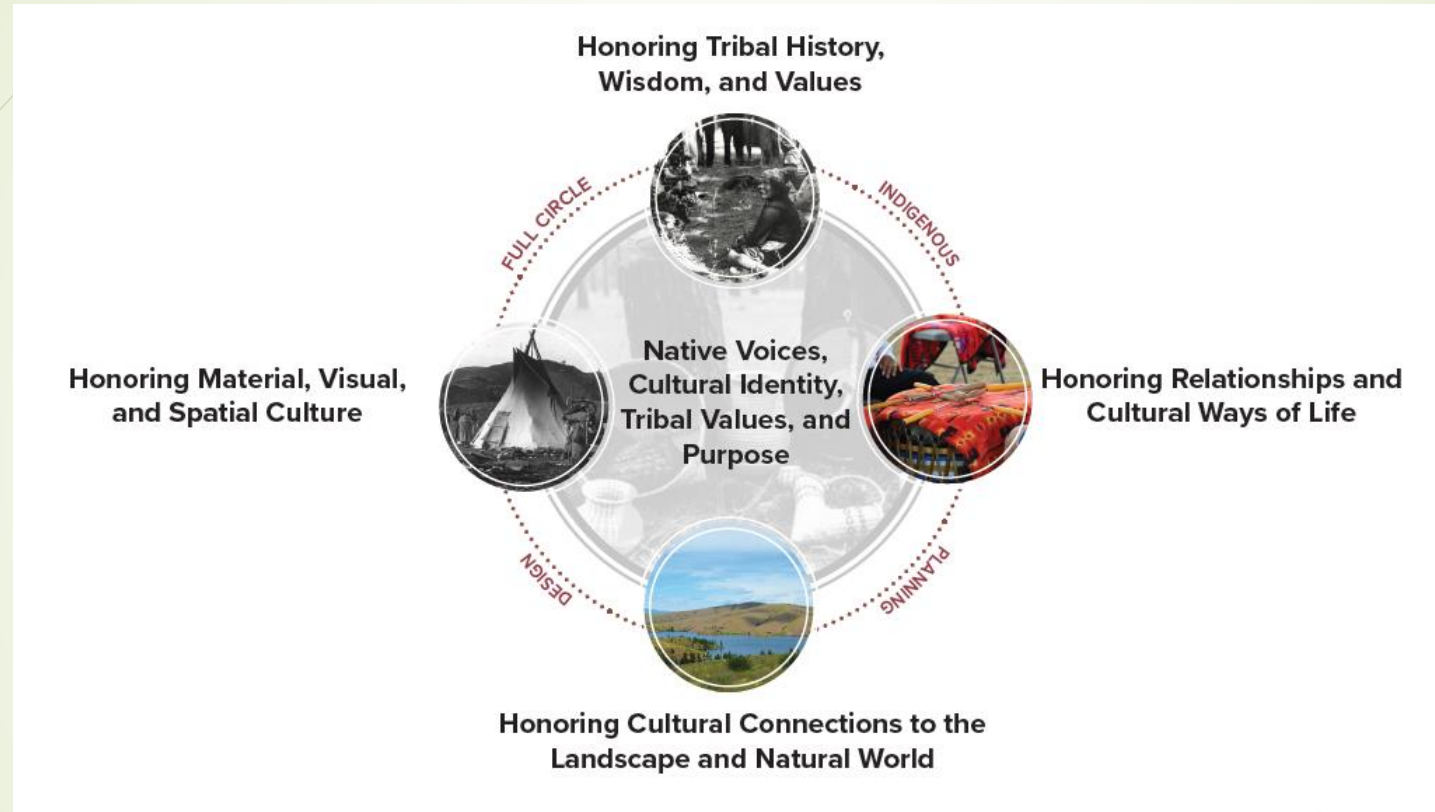 Honoring Tribal History,
Wisdom, and Values
FULL CIRCLE
INDIGENOUS
Native Voices,
Cultural Identity,
Tribal Values, and
Purpose
Honoring Material, Visual,
and Spatial Culture
Honoring Relationships and
Cultural Ways of Life
DESIGN
PLANNING
Honoring Cultural Connections to the
Landscape and Natural World